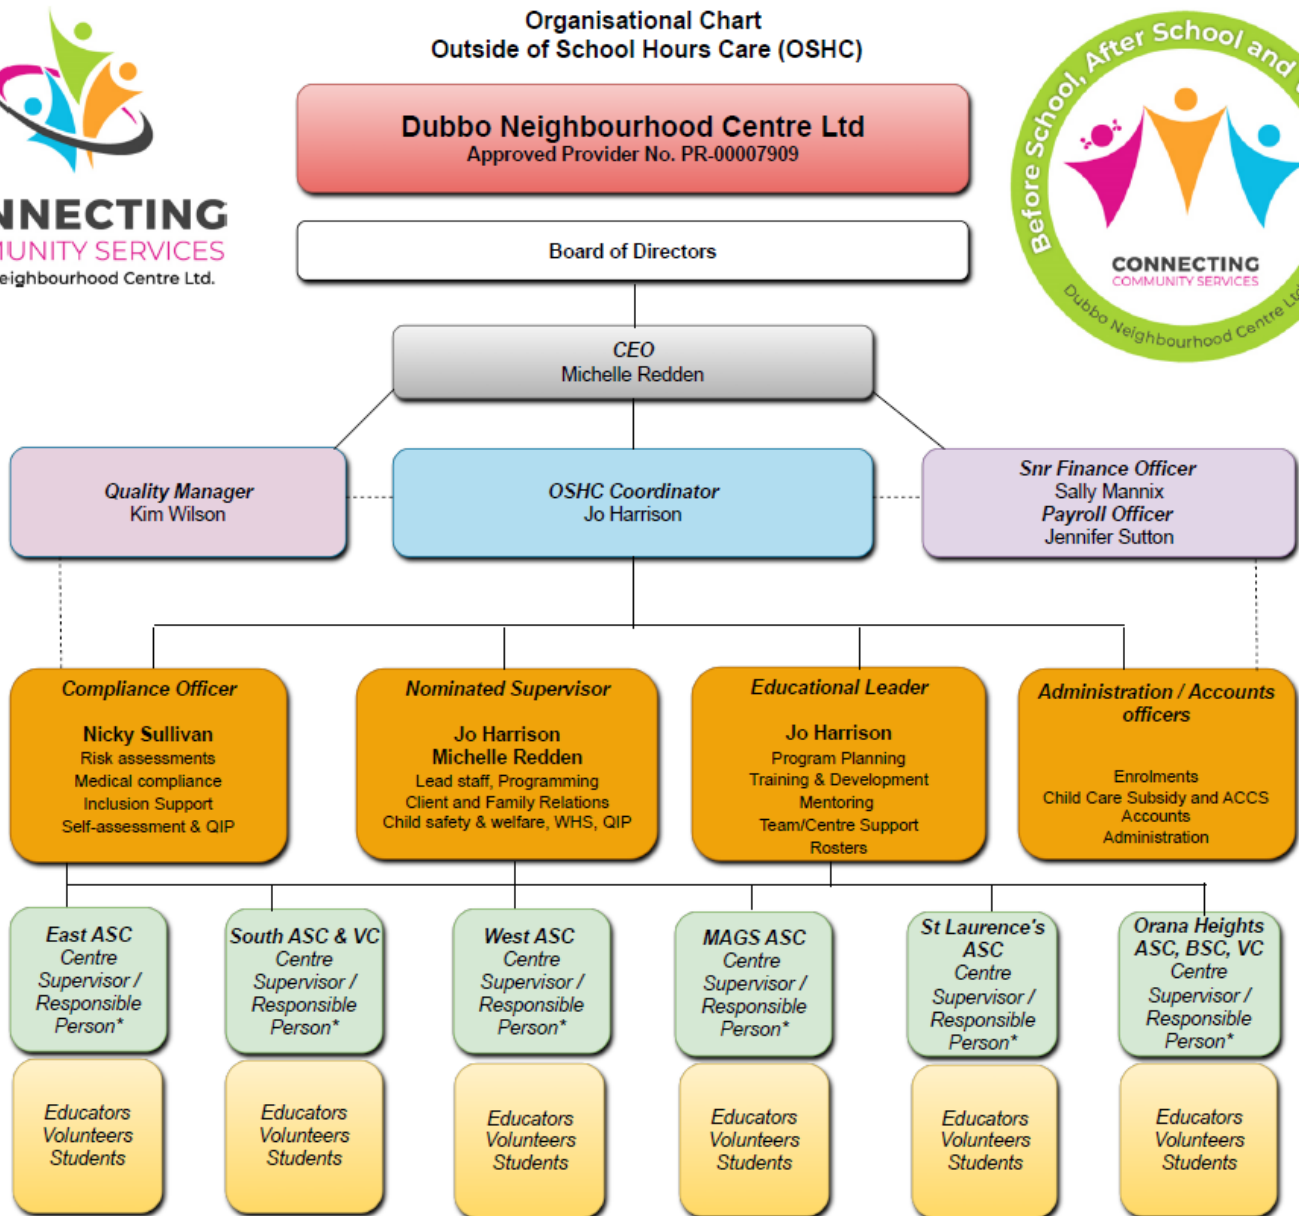 Organisational Chart
Outside of School Hours Care (OSHC)
NNECTING
MUNITY SERVICES
eighbourhood Centre Ltd.
Dubbo Neighbourhood Centre Ltd
Approved Provider No. PR-00007909
Before School, After School and
CONNECTING
COMMUNITY SERVICES
Dubbo Neighbourhood Centre Ltd
Board of Directors
CEO
Michelle Redden
Quality Manager
Kim Wilson
OSHC Coordinator
Jo Harrison
Snr Finance Officer
Sally Mannix
Payroll Officer
Jennifer Sutton
Compliance Officer
Nicky Sullivan
Risk assessments
Medical compliance
Inclusion Support
Self-assessment & QIP
Nominated Supervisor
Jo Harrison
Michelle Redden
Lead staff, Programming
Client and Family Relations
Child safety & welfare, WHS, QIP
Educational Leader
Jo Harrison
Program Planning
Training & Development
Mentoring
Team/Centre Support
Rosters
Administration / Accounts
officers
Enrolments
Child Care Subsidy and ACCS
Accounts
Administration
East ASC
Centre
Supervisor /
Responsible
Person*
South ASC & VC
Centre
Supervisor /
Responsible
Person*
West ASC
Centre
Supervisor /
Responsible
Person*
MAGS ASC
Centre
Supervisor /
Responsible
Person*
St Laurence's
ASC
Centre
Supervisor /
Responsible
Person*
Orana Heights
ASC, BSC, VC
Centre
Supervisor /
Responsible
Person*
Educators
Volunteers
Students
Educators
Volunteers
Students
Educators
Volunteers
Students
Educators
Volunteers
Students
Educators
Volunteers
Students
Educators
Volunteers
Students